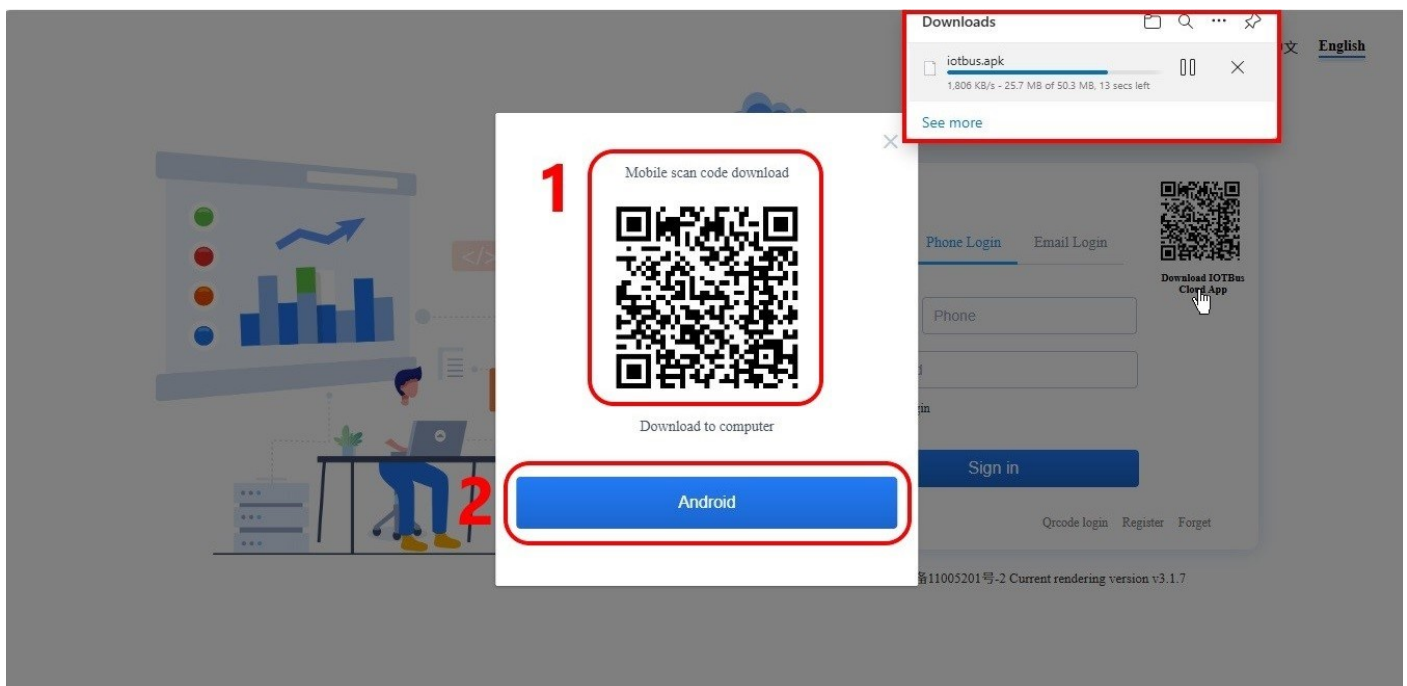 Downloads
iotbus.apk
1,806 KB/s - 25.7 MB of 50.3 MB, 13 secs left
See more
文 English
1
Mobile scan code download
Download to computer
2
Android
</>
Phone Login Email Login
Download IOTBus
Cloud App
Phone
Sign in
Qrcode login Register Forget
备11005201号-2 Current rendering version v3.1.7